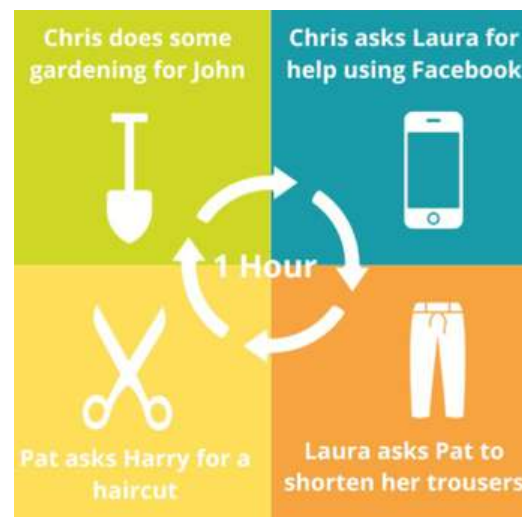 Chris does some
gardening for John
Chris asks Laura for
help using Facebook
1 Hour
Pat asks Harry for a
haircut
Laura asks Pat to
shorten her trousers